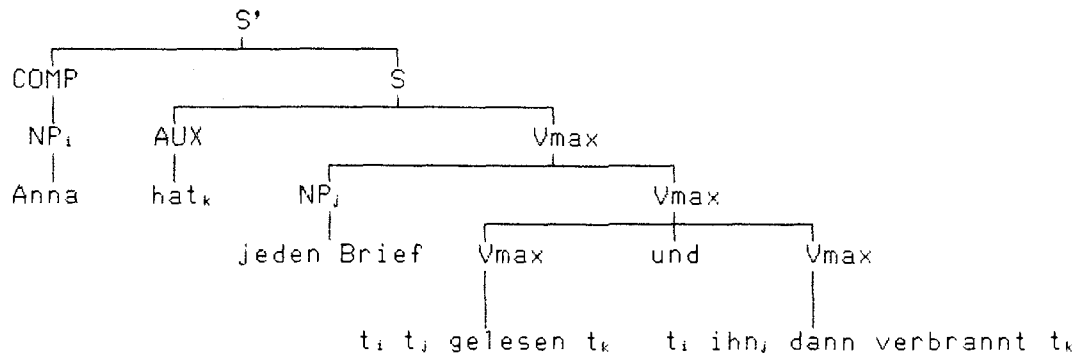 S'
COMP S
NPᵢ AUX Vmax
Anna hatₖ NPⱼ Vmax
jeden Brief Vmax und Vmax
tᵢ tⱼ gelesen tₖ tᵢ ihnⱼ dann verbrannt tₖ